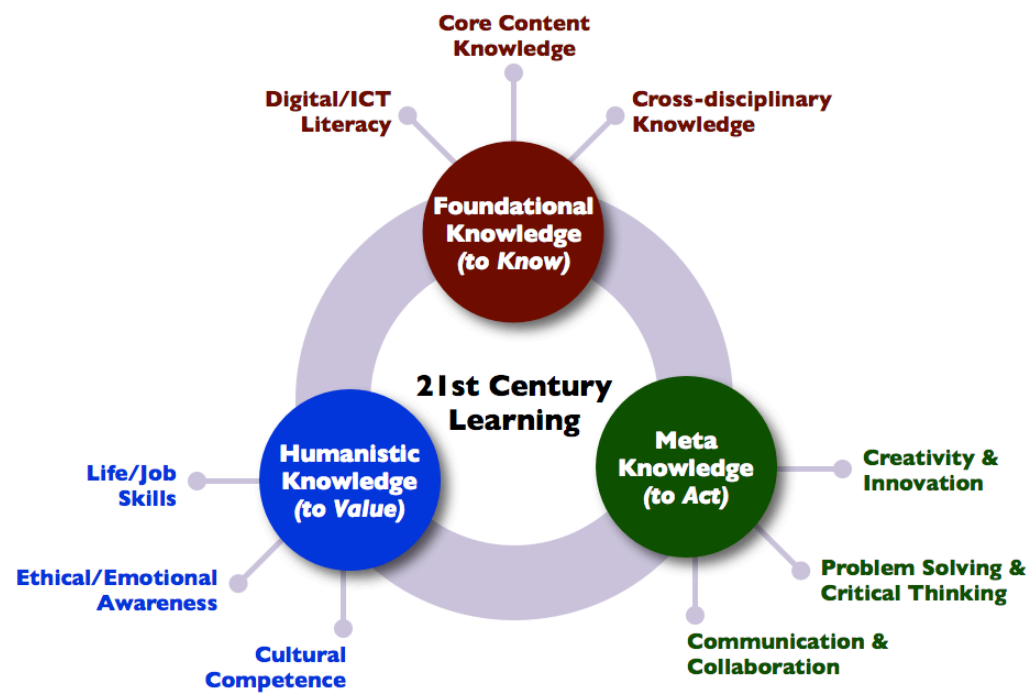 Core Content
Knowledge
Digital/ICT
Literacy
Cross-disciplinary
Knowledge
Foundational
Knowledge
(to Know)
21st Century
Learning
Humanistic
Knowledge
(to Value)
Meta
Knowledge
(to Act)
Life/Job
Skills
Ethical/Emotional
Awareness
Cultural
Competence
Creativity &
Innovation
Problem Solving &
Critical Thinking
Communication &
Collaboration